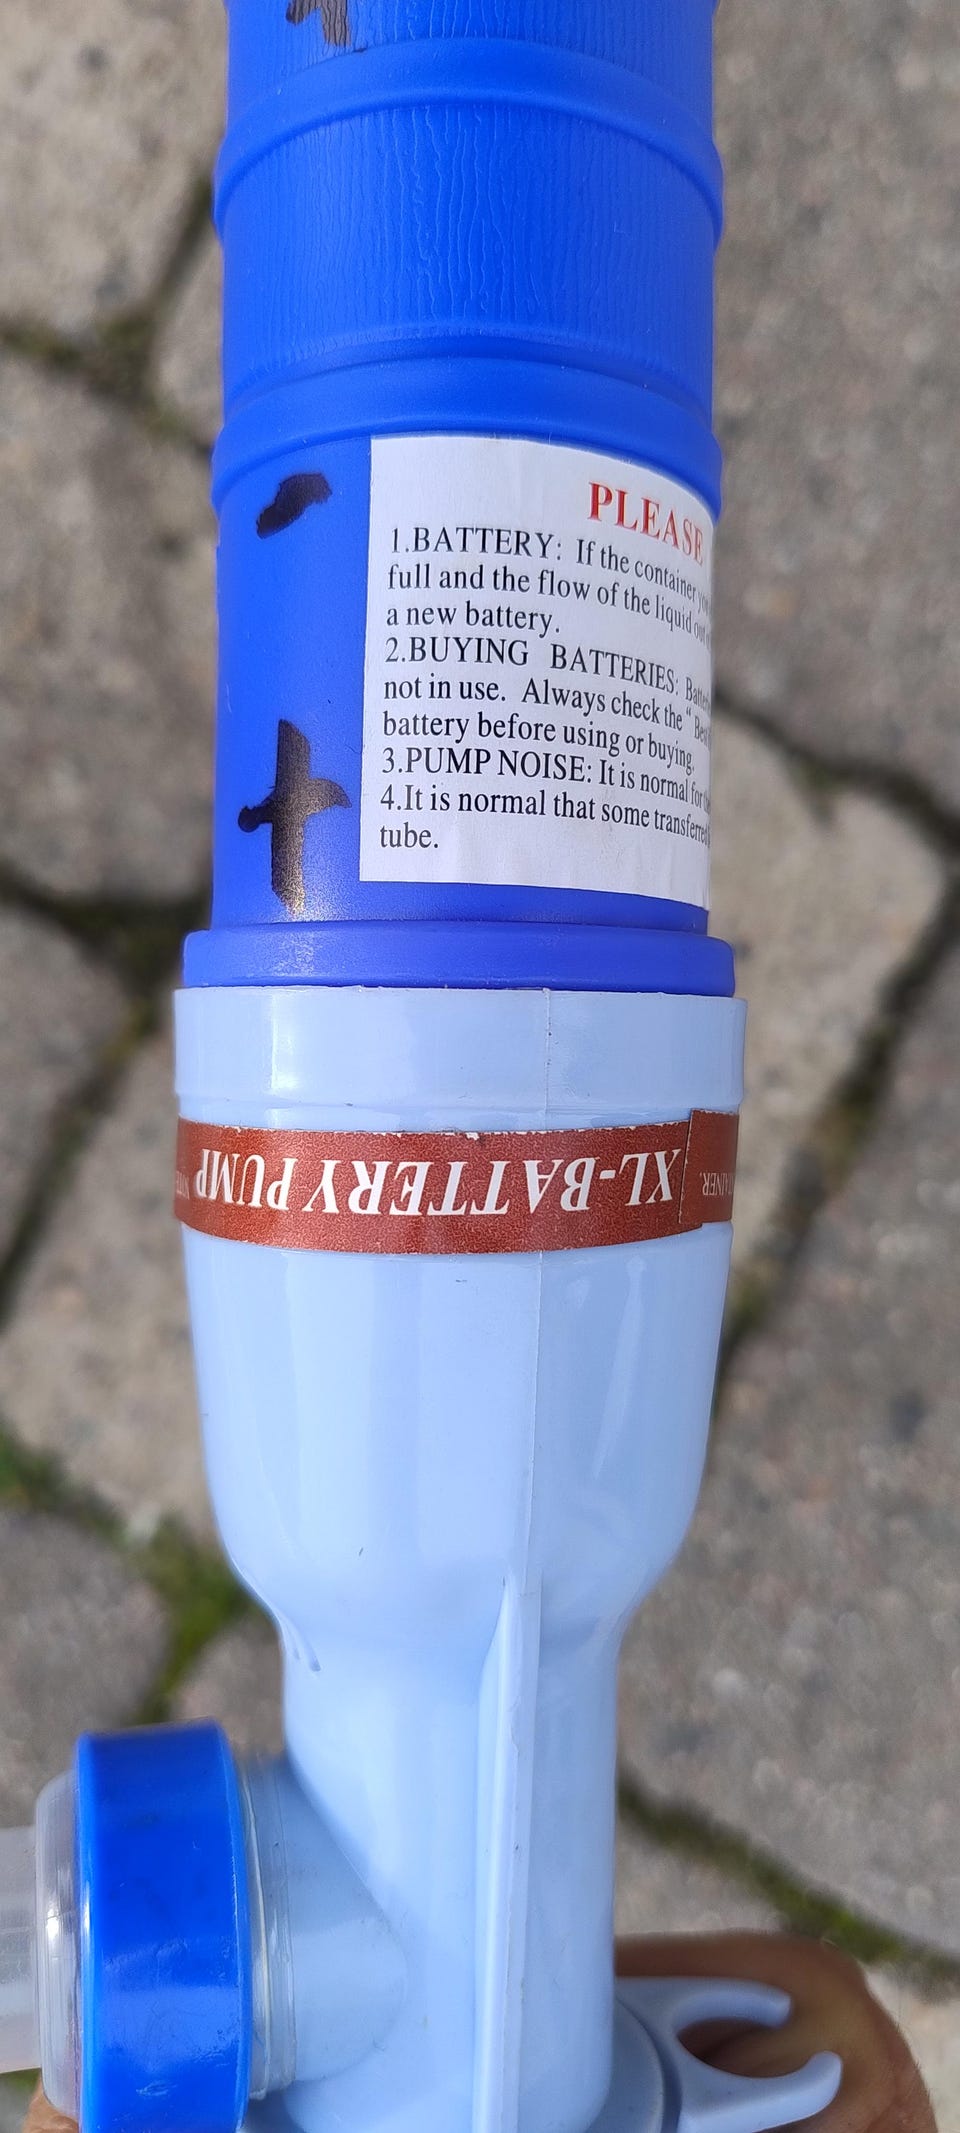 PLEASE
1.BATTERY: If the container
full and the flow of the liquid
a new battery.
2.BUYING BATTERIES:
not in use. Always check the "
battery before using or buying.
3.PUMP NOISE: It is normal for
4.It is normal that some transferred
tube.
XL-BATTERY PUMP